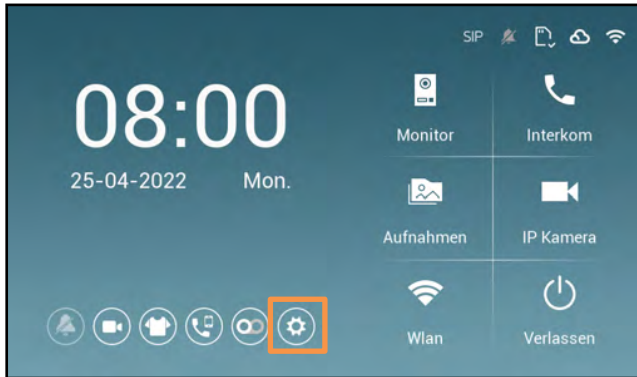 SIP
08:00
25-04-2022 Mon.
Monitor Interkom
Aufnahmen IP Kamera
Wlan Verlassen